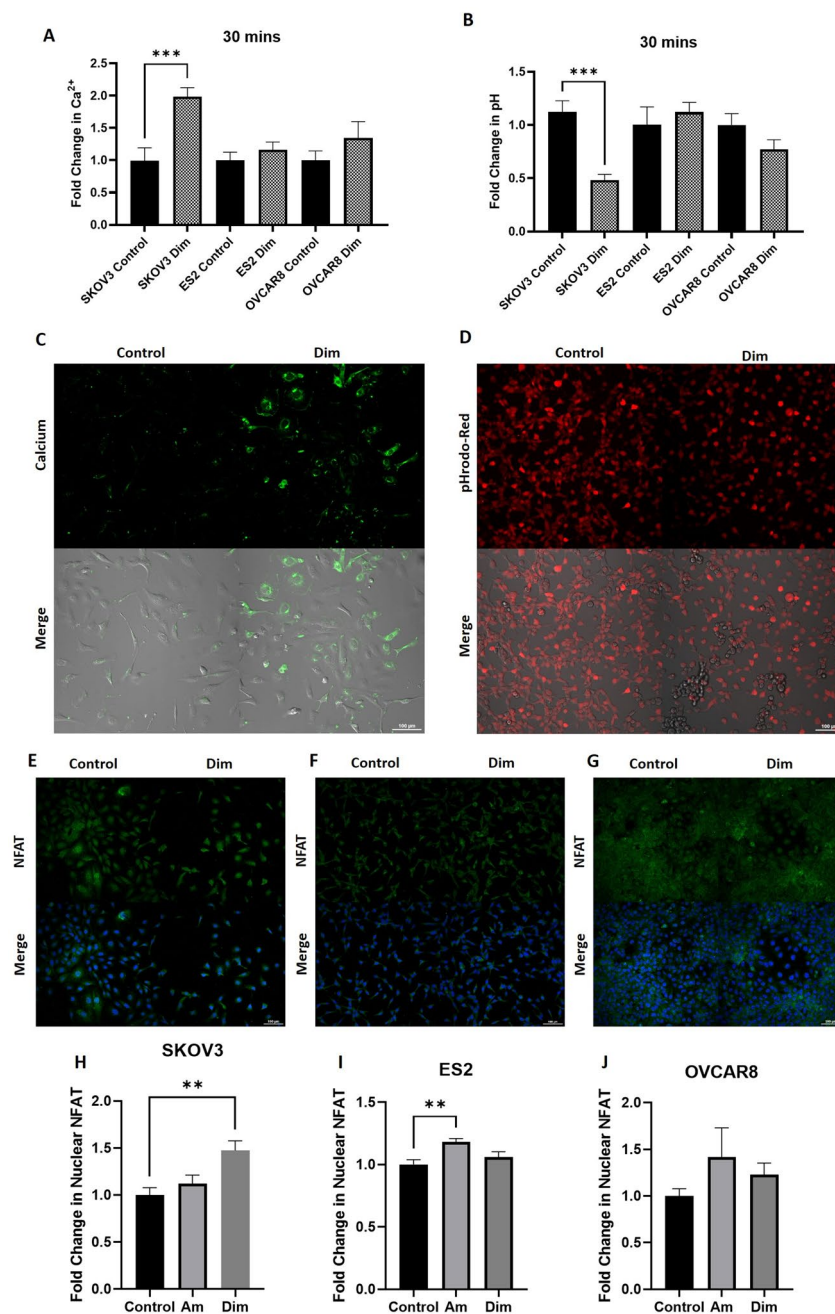 A
30 mins
***
Fold Change in Ca2+
2.5
2.0
1.5
1.0
0.5
0.0
SKOV3 Control
SKOV3 Dim
ES2 Control
ES2 Dim
OVCAR8 Control
OVCAR8 Dim
B
30 mins
***
Fold Change in pH
1.5
1.0
0.5
0.0
SKOV3 Control
SKOV3 Dim
ES2 Control
ES2 Dim
OVCAR8 Control
OVCAR8 Dim
C
Control Dim
Calcium
Merge
100 µm
D
Control Dim
pHrodo-Red
Merge
100 µm
E
Control Dim
NFAT
Merge
F
Control Dim
NFAT
Merge
G
Control Dim
NFAT
Merge
H
SKOV3
**
Fold Change in Nuclear NFAT
2.0
1.5
1.0
0.5
0.0
Control Am Dim
I
ES2
**
Fold Change in Nuclear NFAT
1.5
1.0
0.5
0.0
Control Am Dim
J
OVCAR8
Fold Change in Nuclear NFAT
2.0
1.5
1.0
0.5
0.0
Control Am Dim